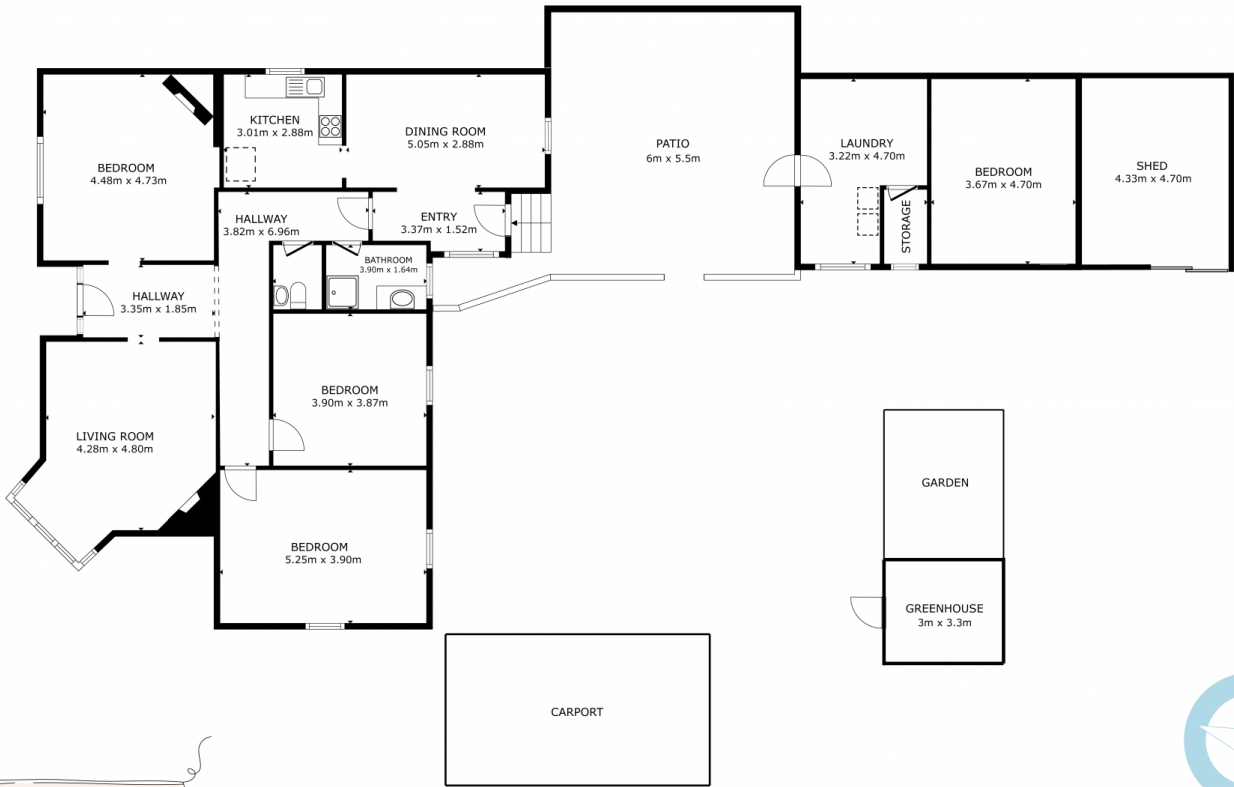 BEDROOM
4.48m x 4.73m
KITCHEN
3.01m x 2.88m
DINING ROOM
5.05m x 2.88m
PATIO
6m x 5.5m
LAUNDRY
3.22m x 4.70m
BEDROOM
3.67m x 4.70m
SHED
4.33m x 4.70m
STORAGE
HALLWAY
3.82m x 6.96m
ENTRY
3.37m x 1.52m
BATHROOM
3.90m x 1.64m
HALLWAY
3.35m x 1.85m
BEDROOM
3.90m x 3.87m
LIVING ROOM
4.28m x 4.80m
BEDROOM
5.25m x 3.90m
GARDEN
GREENHOUSE
3m x 3.3m
CARPORT